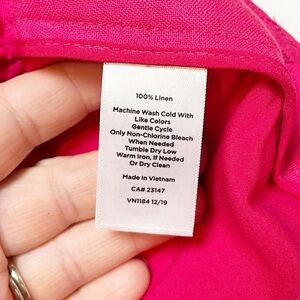 100% Linen
Machine Wash Cold With
Like Colors
Gentle Cycle
Only Non-Chlorine Bleach
When Needed
Tumble Dry Low
Warm Iron, If Needed
Or Dry Clean
Made In Vietnam
CA# 23147
VN1184 12/19